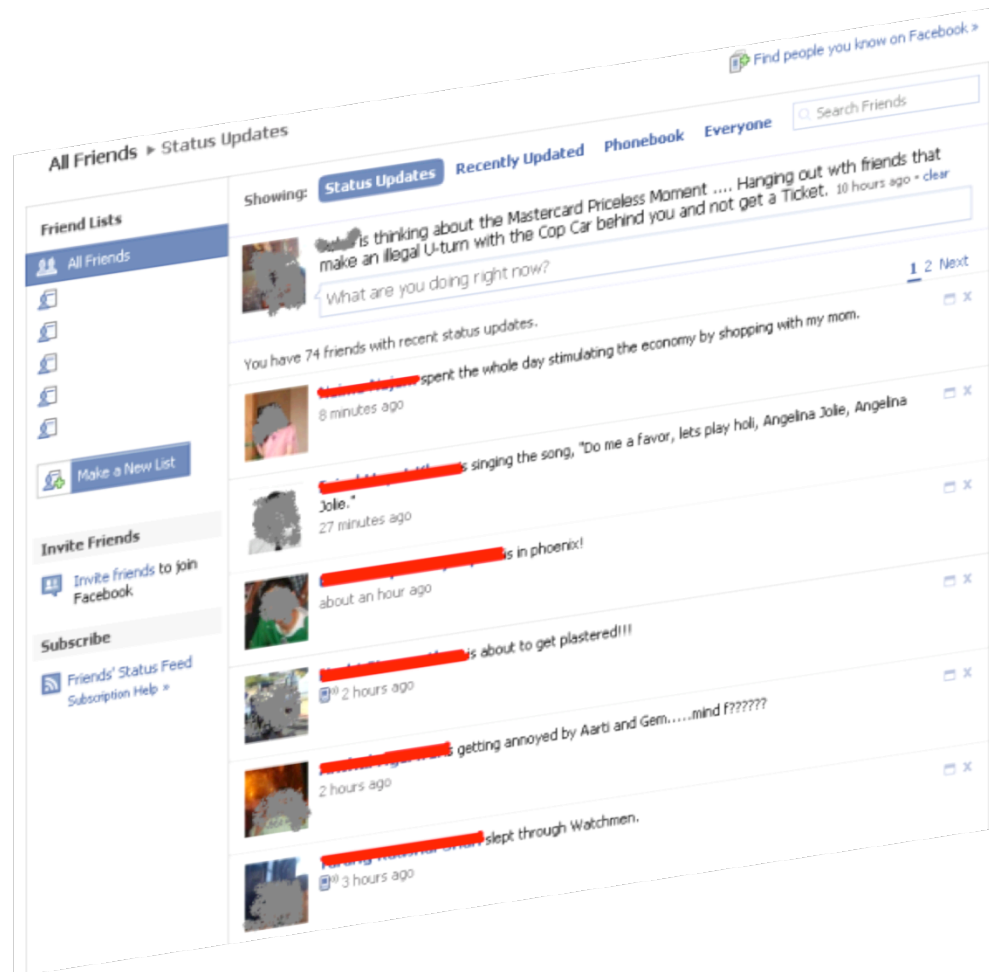 Find people you know on Facebook »
All Friends ▸ Status Updates
Showing: Status Updates Recently Updated Phonebook Everyone Search Friends
Friend Lists
All Friends
Make a New List
Invite Friends
Invite friends to join
Facebook
Subscribe
Friends' Status Feed
Subscription Help »
is thinking about the Mastercard Priceless Moment .... Hanging out wth friends that
make an illegal U-turn with the Cop Car behind you and not get a Ticket. 10 hours ago • clear
What are you doing right now?
1 2 Next
You have 74 friends with recent status updates.
spent the whole day stimulating the economy by shopping with my mom.
8 minutes ago
s singing the song, "Do me a favor, lets play holi, Angelina Jolie, Angelina
Jolie."
27 minutes ago
is in phoenix!
about an hour ago
is about to get plastered!!!
2 hours ago
s getting annoyed by Aarti and Gem.....mind f??????
2 hours ago
slept through Watchmen.
3 hours ago